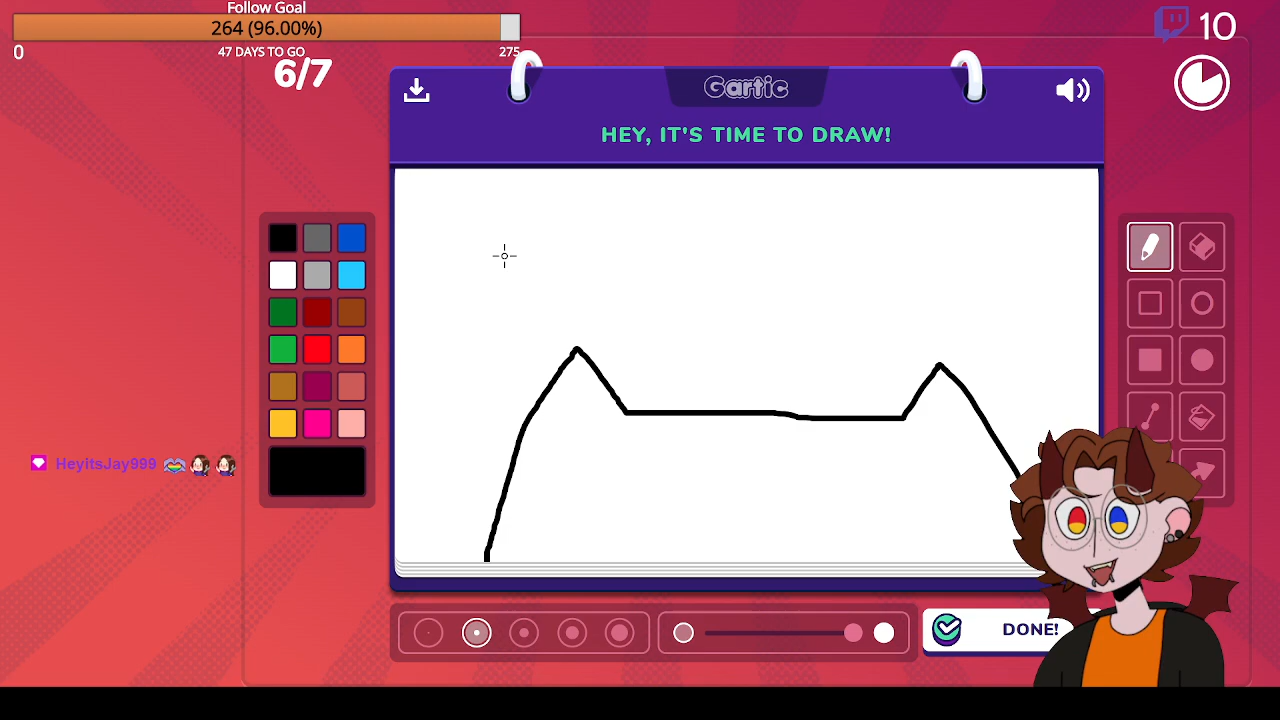 Follow Goal
264 (96.00%)
0
47 DAYS TO GO
275
6/7
10
Gartic
HEY, IT'S TIME TO DRAW!
HeyitsJay999
DONE!